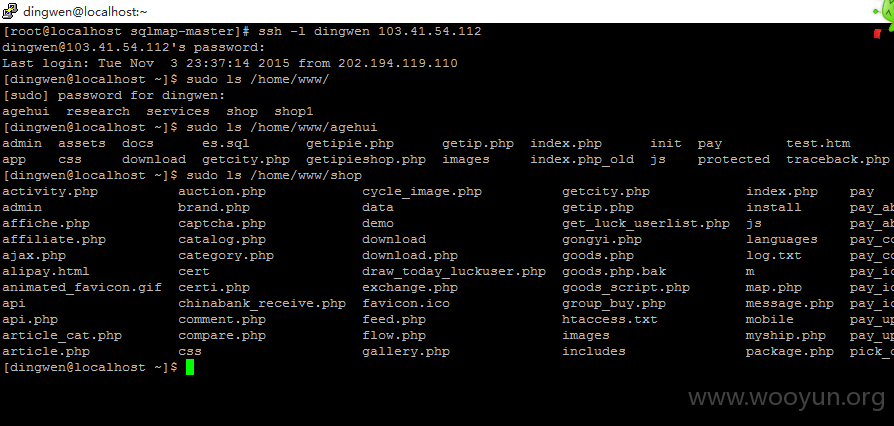 dingwen@localhost:~
[root@localhost sqlmap-master]# ssh -l dingwen 103.41.54.112
dingwen@103.41.54.112's password:
Last login: Tue Nov  3 23:37:14 2015 from 202.194.119.110
[dingwen@localhost ~]$ sudo ls /home/www/
[sudo] password for dingwen:
agehui  research  services  shop  shop1
[dingwen@localhost ~]$ sudo ls /home/www/agehui
admin  assets  docs  es.sql  getipie.php  getip.php  index.php  init  pay  test.htm
app  css  download  getcity.php  getipieshop.php  images  index.php_old  js  protected  traceback.php
[dingwen@localhost ~]$ sudo ls /home/www/shop
activity.php  auction.php  cycle_image.php  getcity.php  index.php  pay
admin  brand.php  data  getip.php  install  pay_ab
affiche.php  captcha.php  demo  get_luck_userlist.php  js  pay_ab
affiliate.php  catalog.php  download  gongyi.php  languages  pay_co
ajax.php  category.php  download.php  goods.php  log.txt  pay_co
alipay.html  cert  draw_today_luckuser.php  goods.php.bak  m  pay_ic
animated_favicon.gif  certi.php  exchange.php  goods_script.php  map.php  pay_ic
api  chinabank_receive.php  favicon.ico  group_buy.php  message.php  pay_ic
api.php  comment.php  feed.php  htaccess.txt  mobile  pay_up
article_cat.php  compare.php  flow.php  images  myship.php  pay_up
article.php  css  gallery.php  includes  package.php  pick_o
[dingwen@localhost ~]$
www.wooyun.org